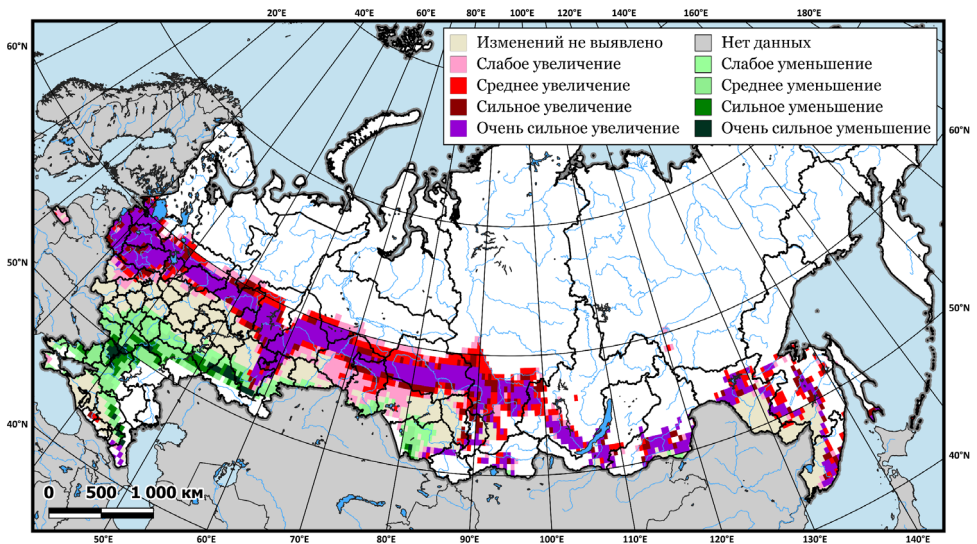 20°E 40°E 60°E 80°E 100°E 120°E 140°E 160°E 180°E
60°N
50°N
40°N
Изменений не выявлено
Слабое увеличение
Среднее увеличение
Сильное увеличение
Очень сильное увеличение
Нет данных
Слабое уменьшение
Среднее уменьшение
Сильное уменьшение
Очень сильное уменьшение
60°N
50°N
40°N
0 500 1 000 км
50°E 60°E 70°E 80°E 90°E 100°E 110°E 120°E 130°E 140°E